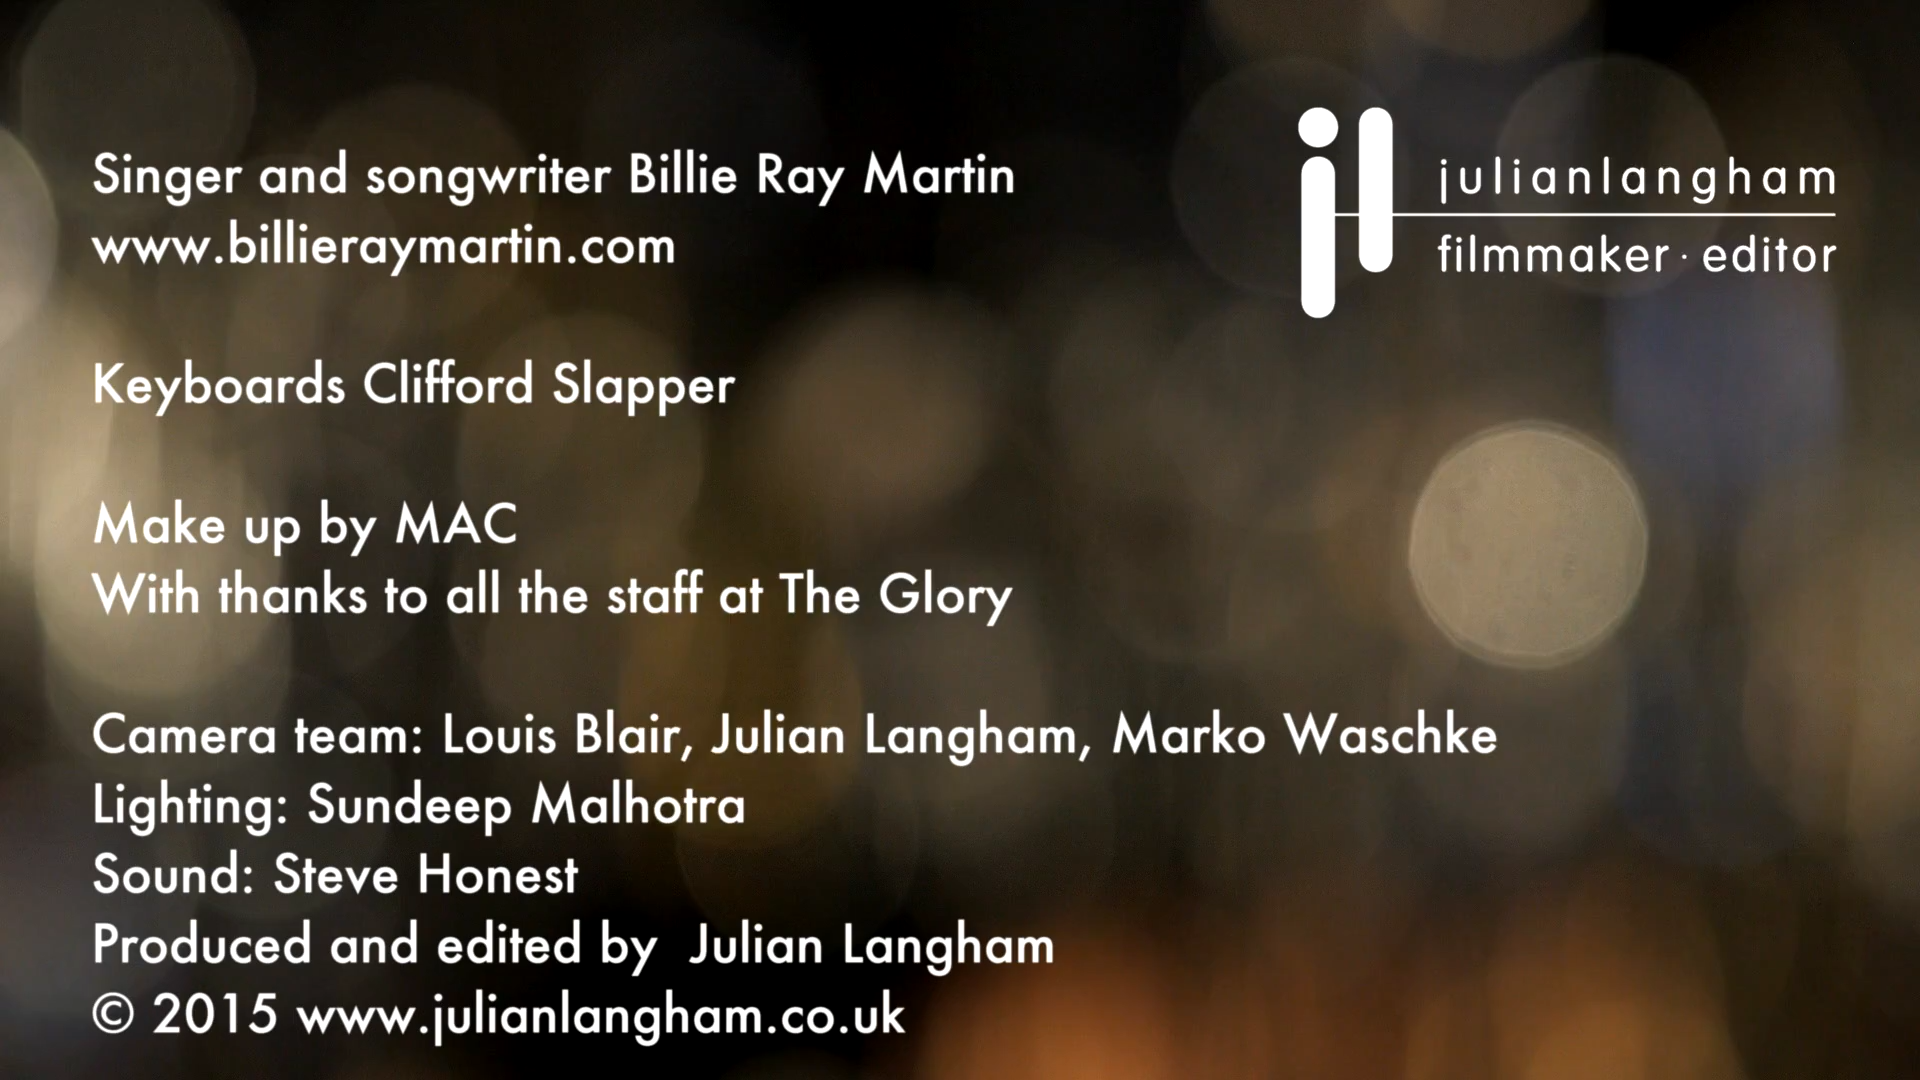 Singer and songwriter Billie Ray Martin
www.billieraymartin.com
Keyboards Clifford Slapper
Make up by MAC
With thanks to all the staff at The Glory
Camera team: Louis Blair, Julian Langham, Marko Waschke
Lighting: Sundeep Malhotra
Sound: Steve Honest
Produced and edited by  Julian Langham
© 2015 www.julianlangham.co.uk
jl
julianlangham
filmmaker · editor